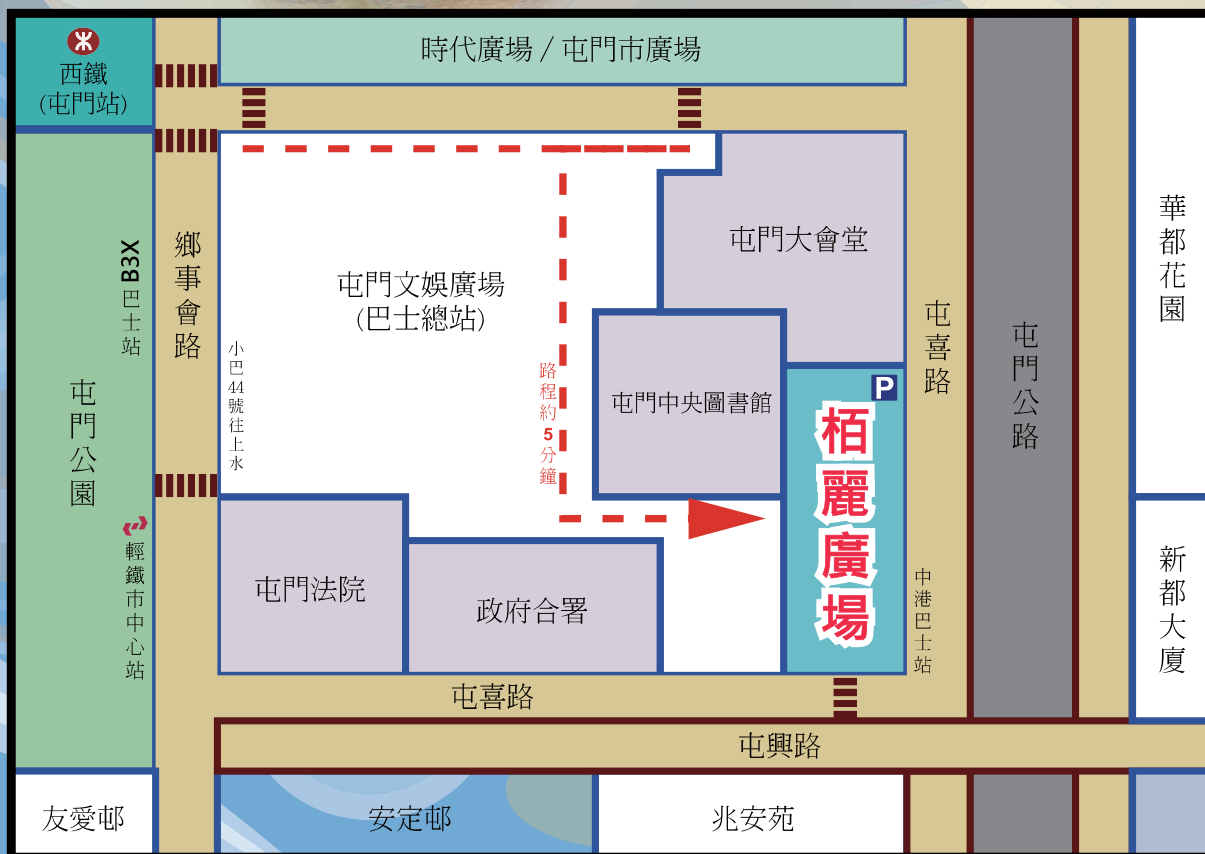 西鐵
(屯門站)
時代廣場 / 屯門市廣場
華都花園
屯門大會堂
鄉事會路
B3X巴士站
屯門文娛廣場
(巴士總站)
屯喜路
屯門公路
小巴44號往上水
路程約5分鐘
屯門公園
屯門中央圖書館
P
栢麗廣場
輕鐵市中心站
屯門法院
政府合署
中港巴士站
新都大廈
屯喜路
屯興路
友愛邨
安定邨
兆安苑